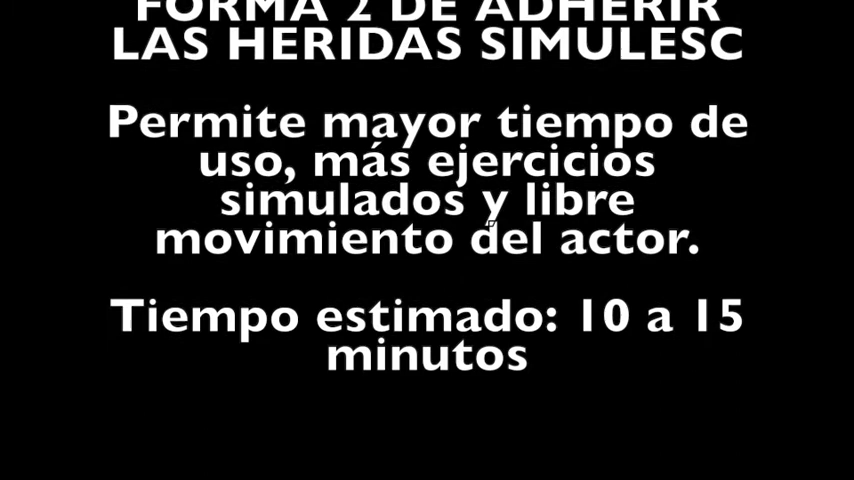 FORMA 2 DE ADHERIR
LAS HERIDAS SIMULESC
Permite mayor tiempo de
uso, más ejercicios
simulados y libre
movimiento del actor.
Tiempo estimado: 10 a 15
minutos